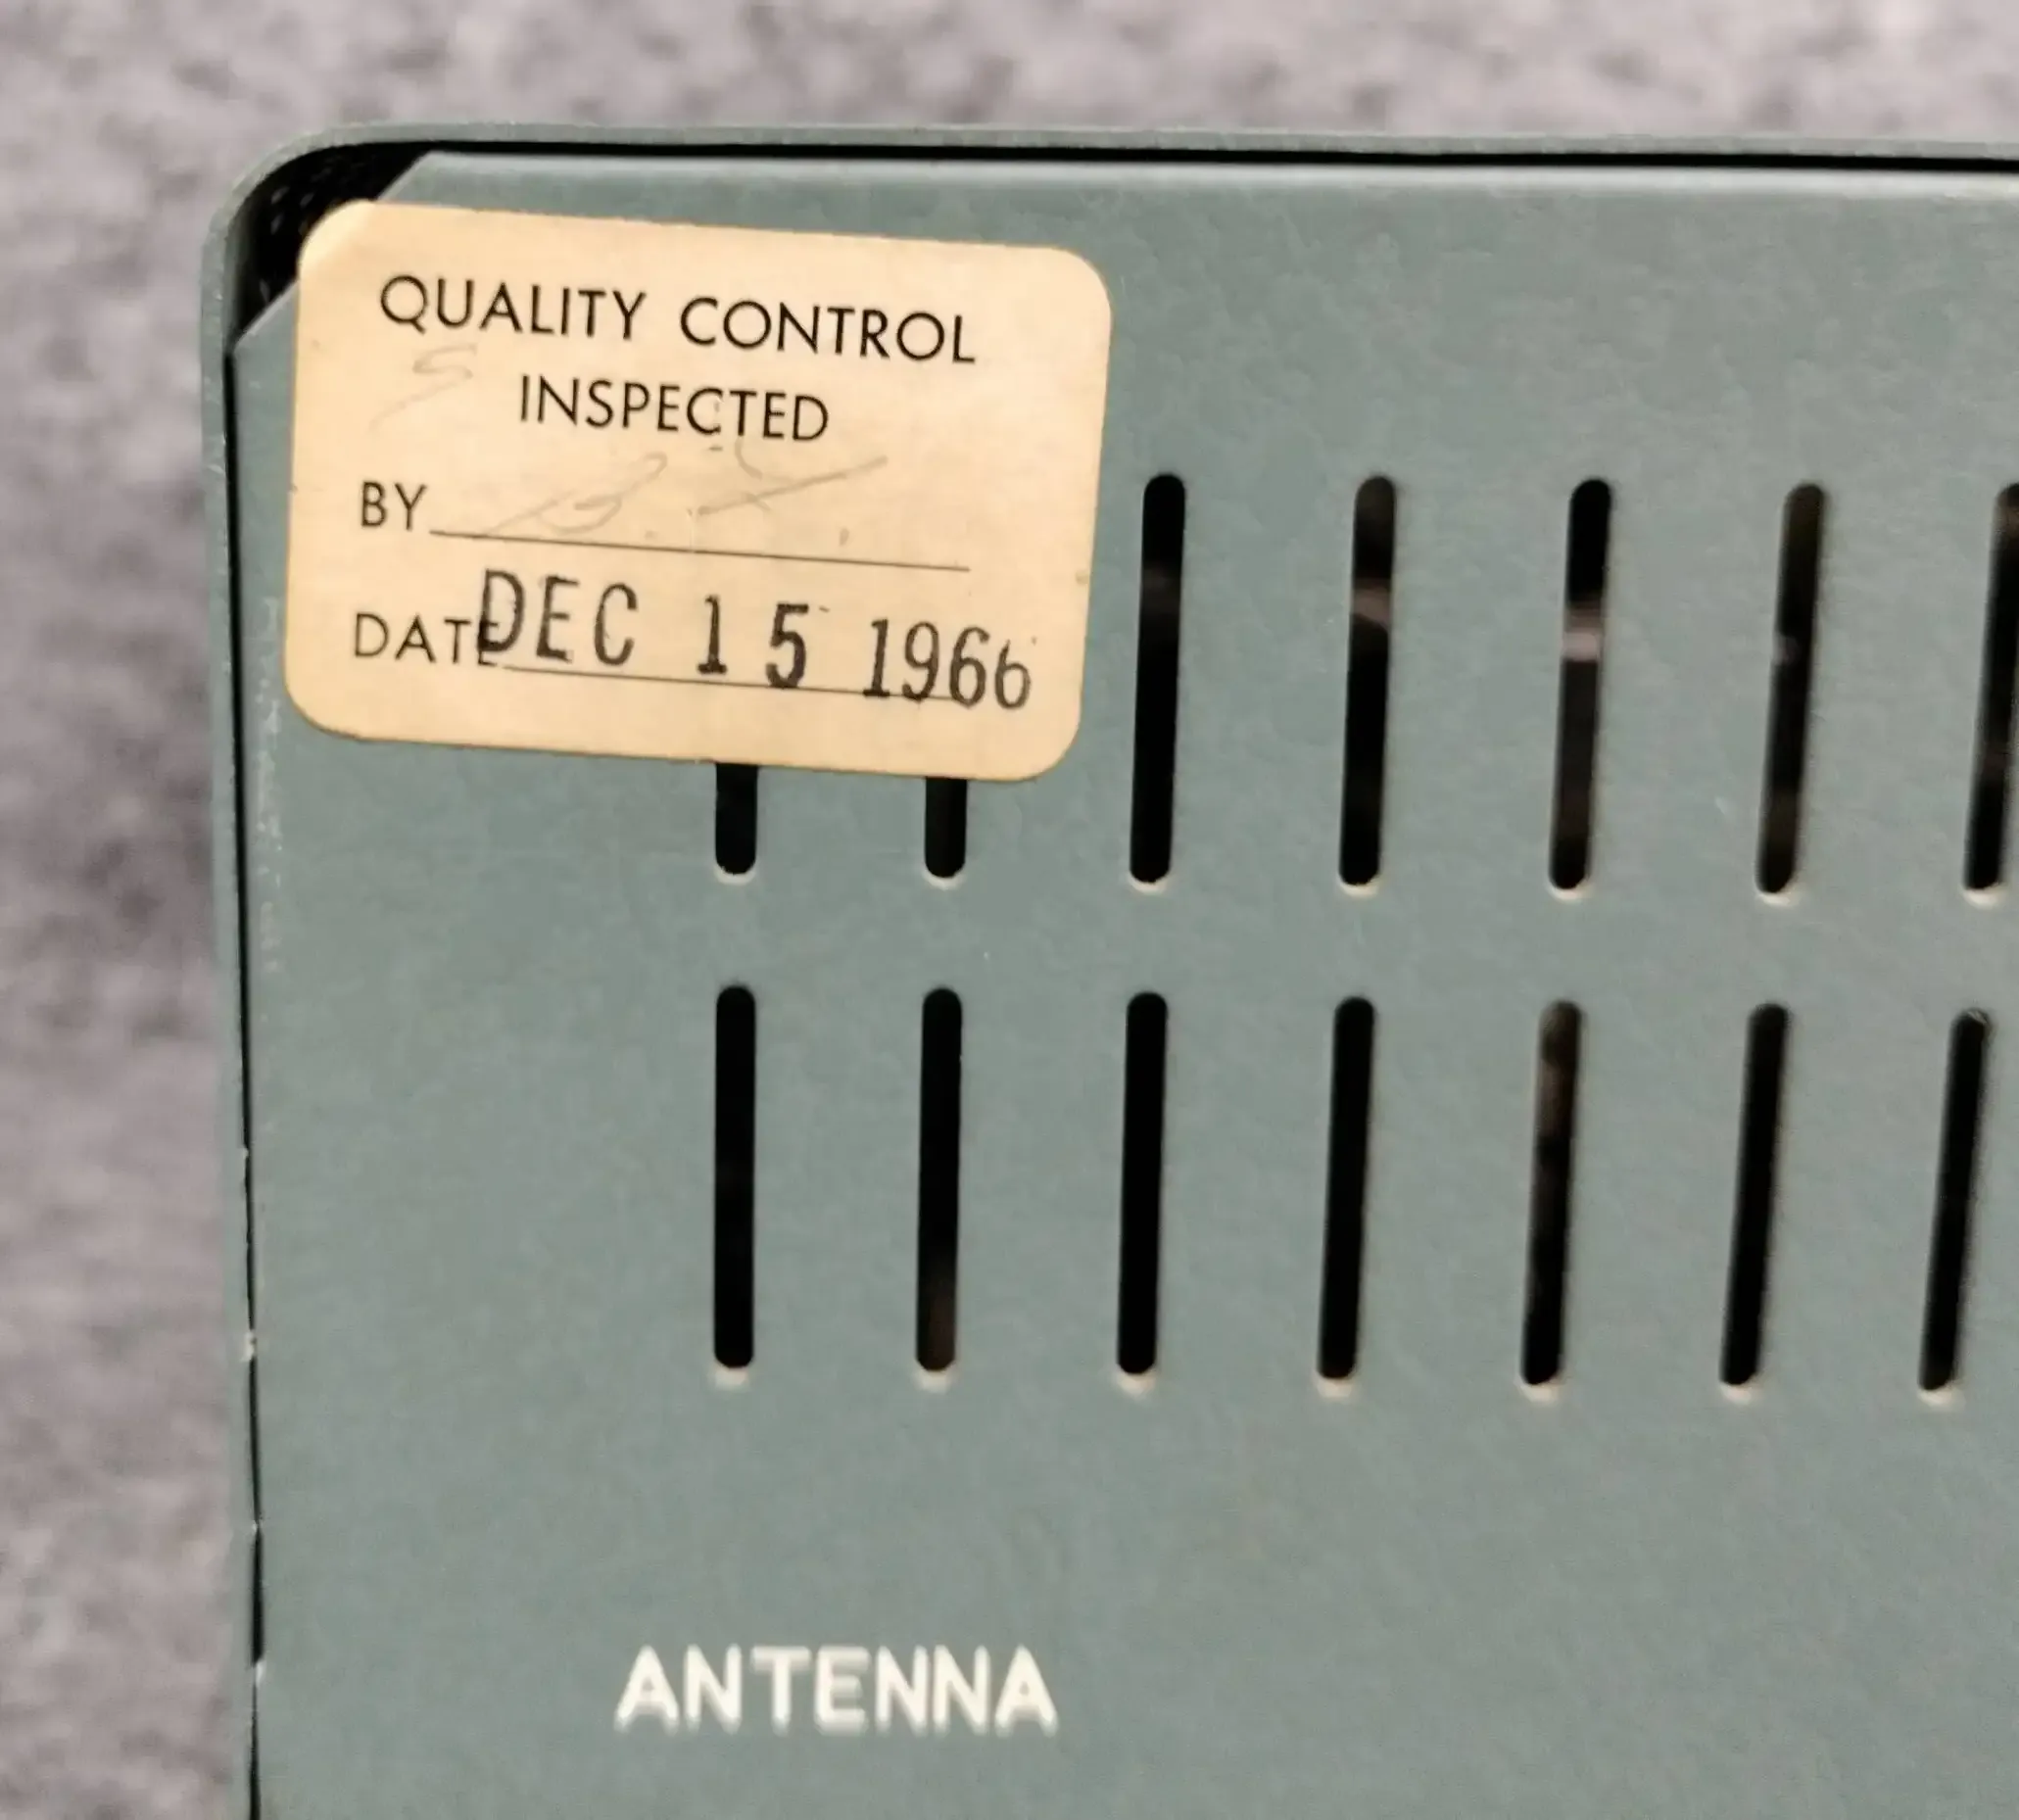 QUALITY CONTROL
INSPECTED
BY
DATE DEC 15 1966
ANTENNA